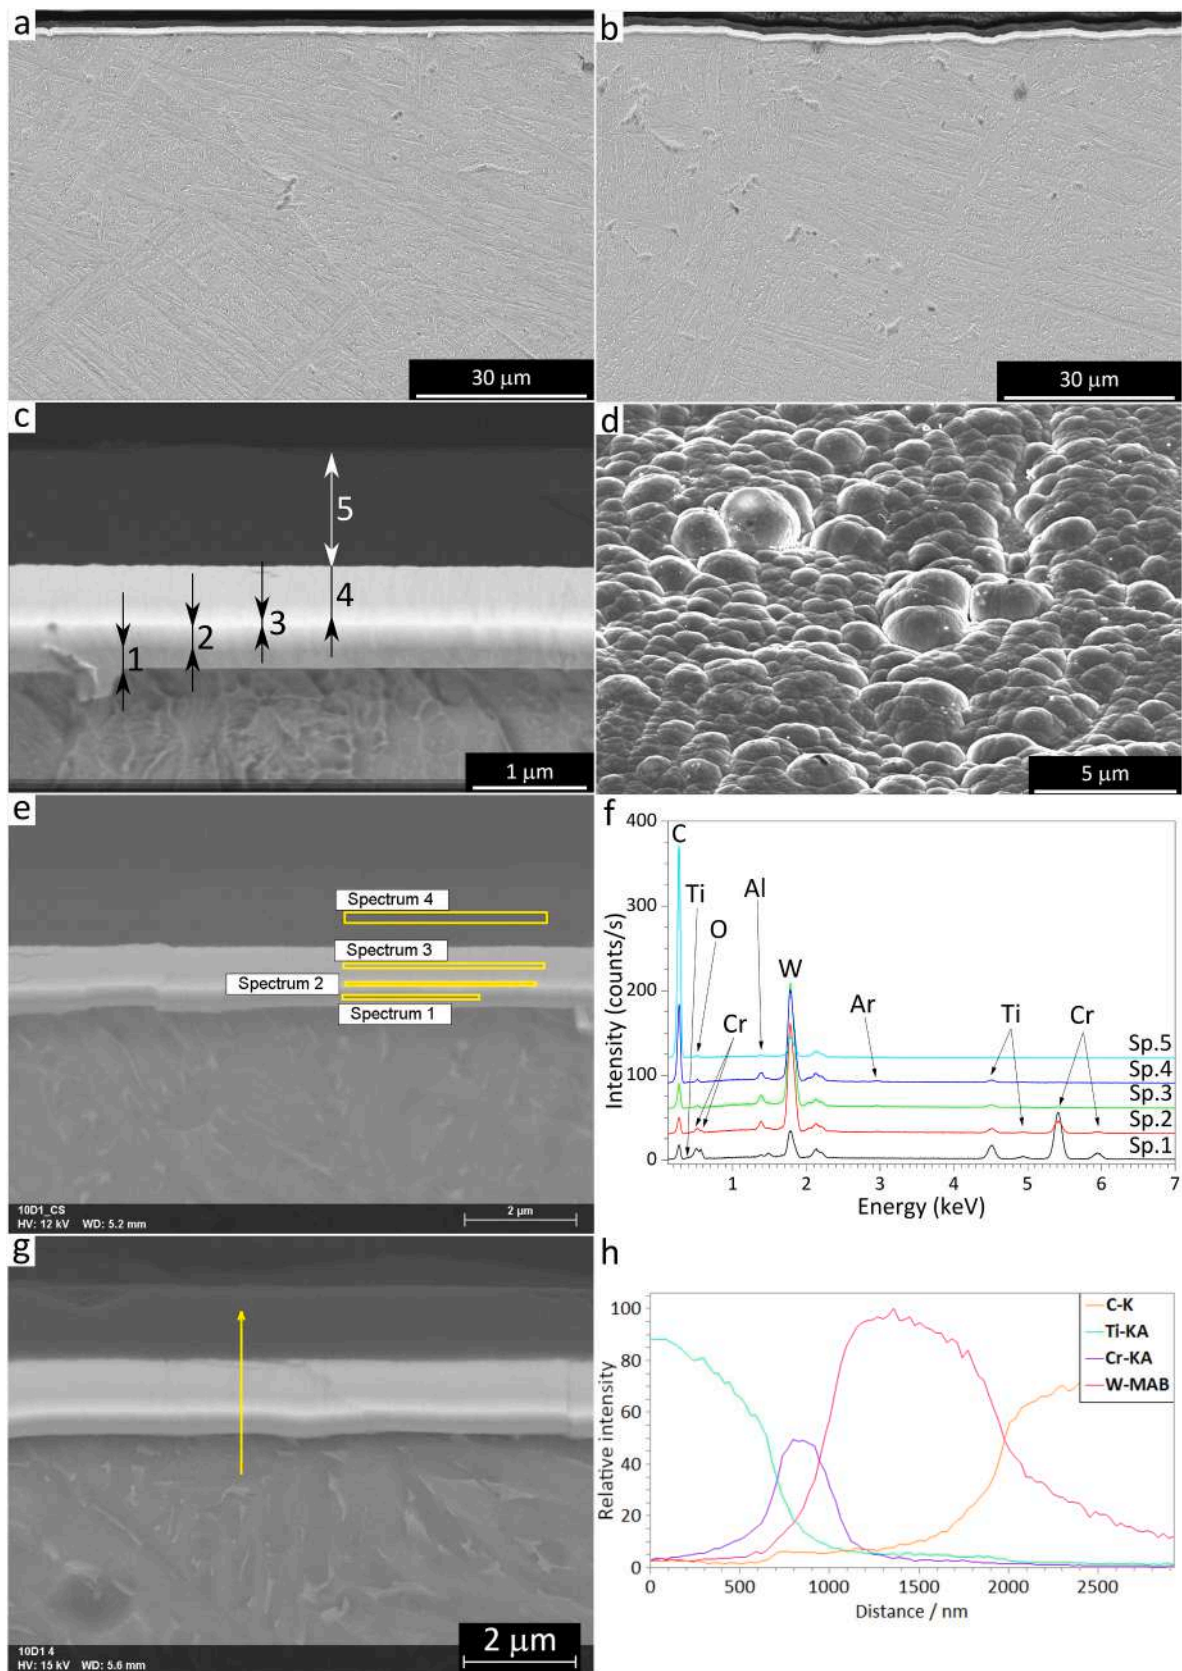 a
30 μm
b
30 μm
c
5
4
3
2
1
1 μm
d
5 μm
e
Spectrum 4
Spectrum 3
Spectrum 2
Spectrum 1
10D1_CS
HV: 12 kV WD: 5.2 mm
2 μm
f
400
300
200
100
0
Intensity (counts/s)
C
Ti
O
Cr
Al
W
Ar
Ti
Cr
Sp.5
Sp.4
Sp.3
Sp.2
Sp.1
1 2 3 4 5 6 7
Energy (keV)
g
10D1 4
HV: 15 kV WD: 5.6 mm
2 μm
h
100
80
60
40
20
0
Relative intensity
C-K
Ti-KA
Cr-KA
W-MAB
0 500 1000 1500 2000 2500
Distance / nm